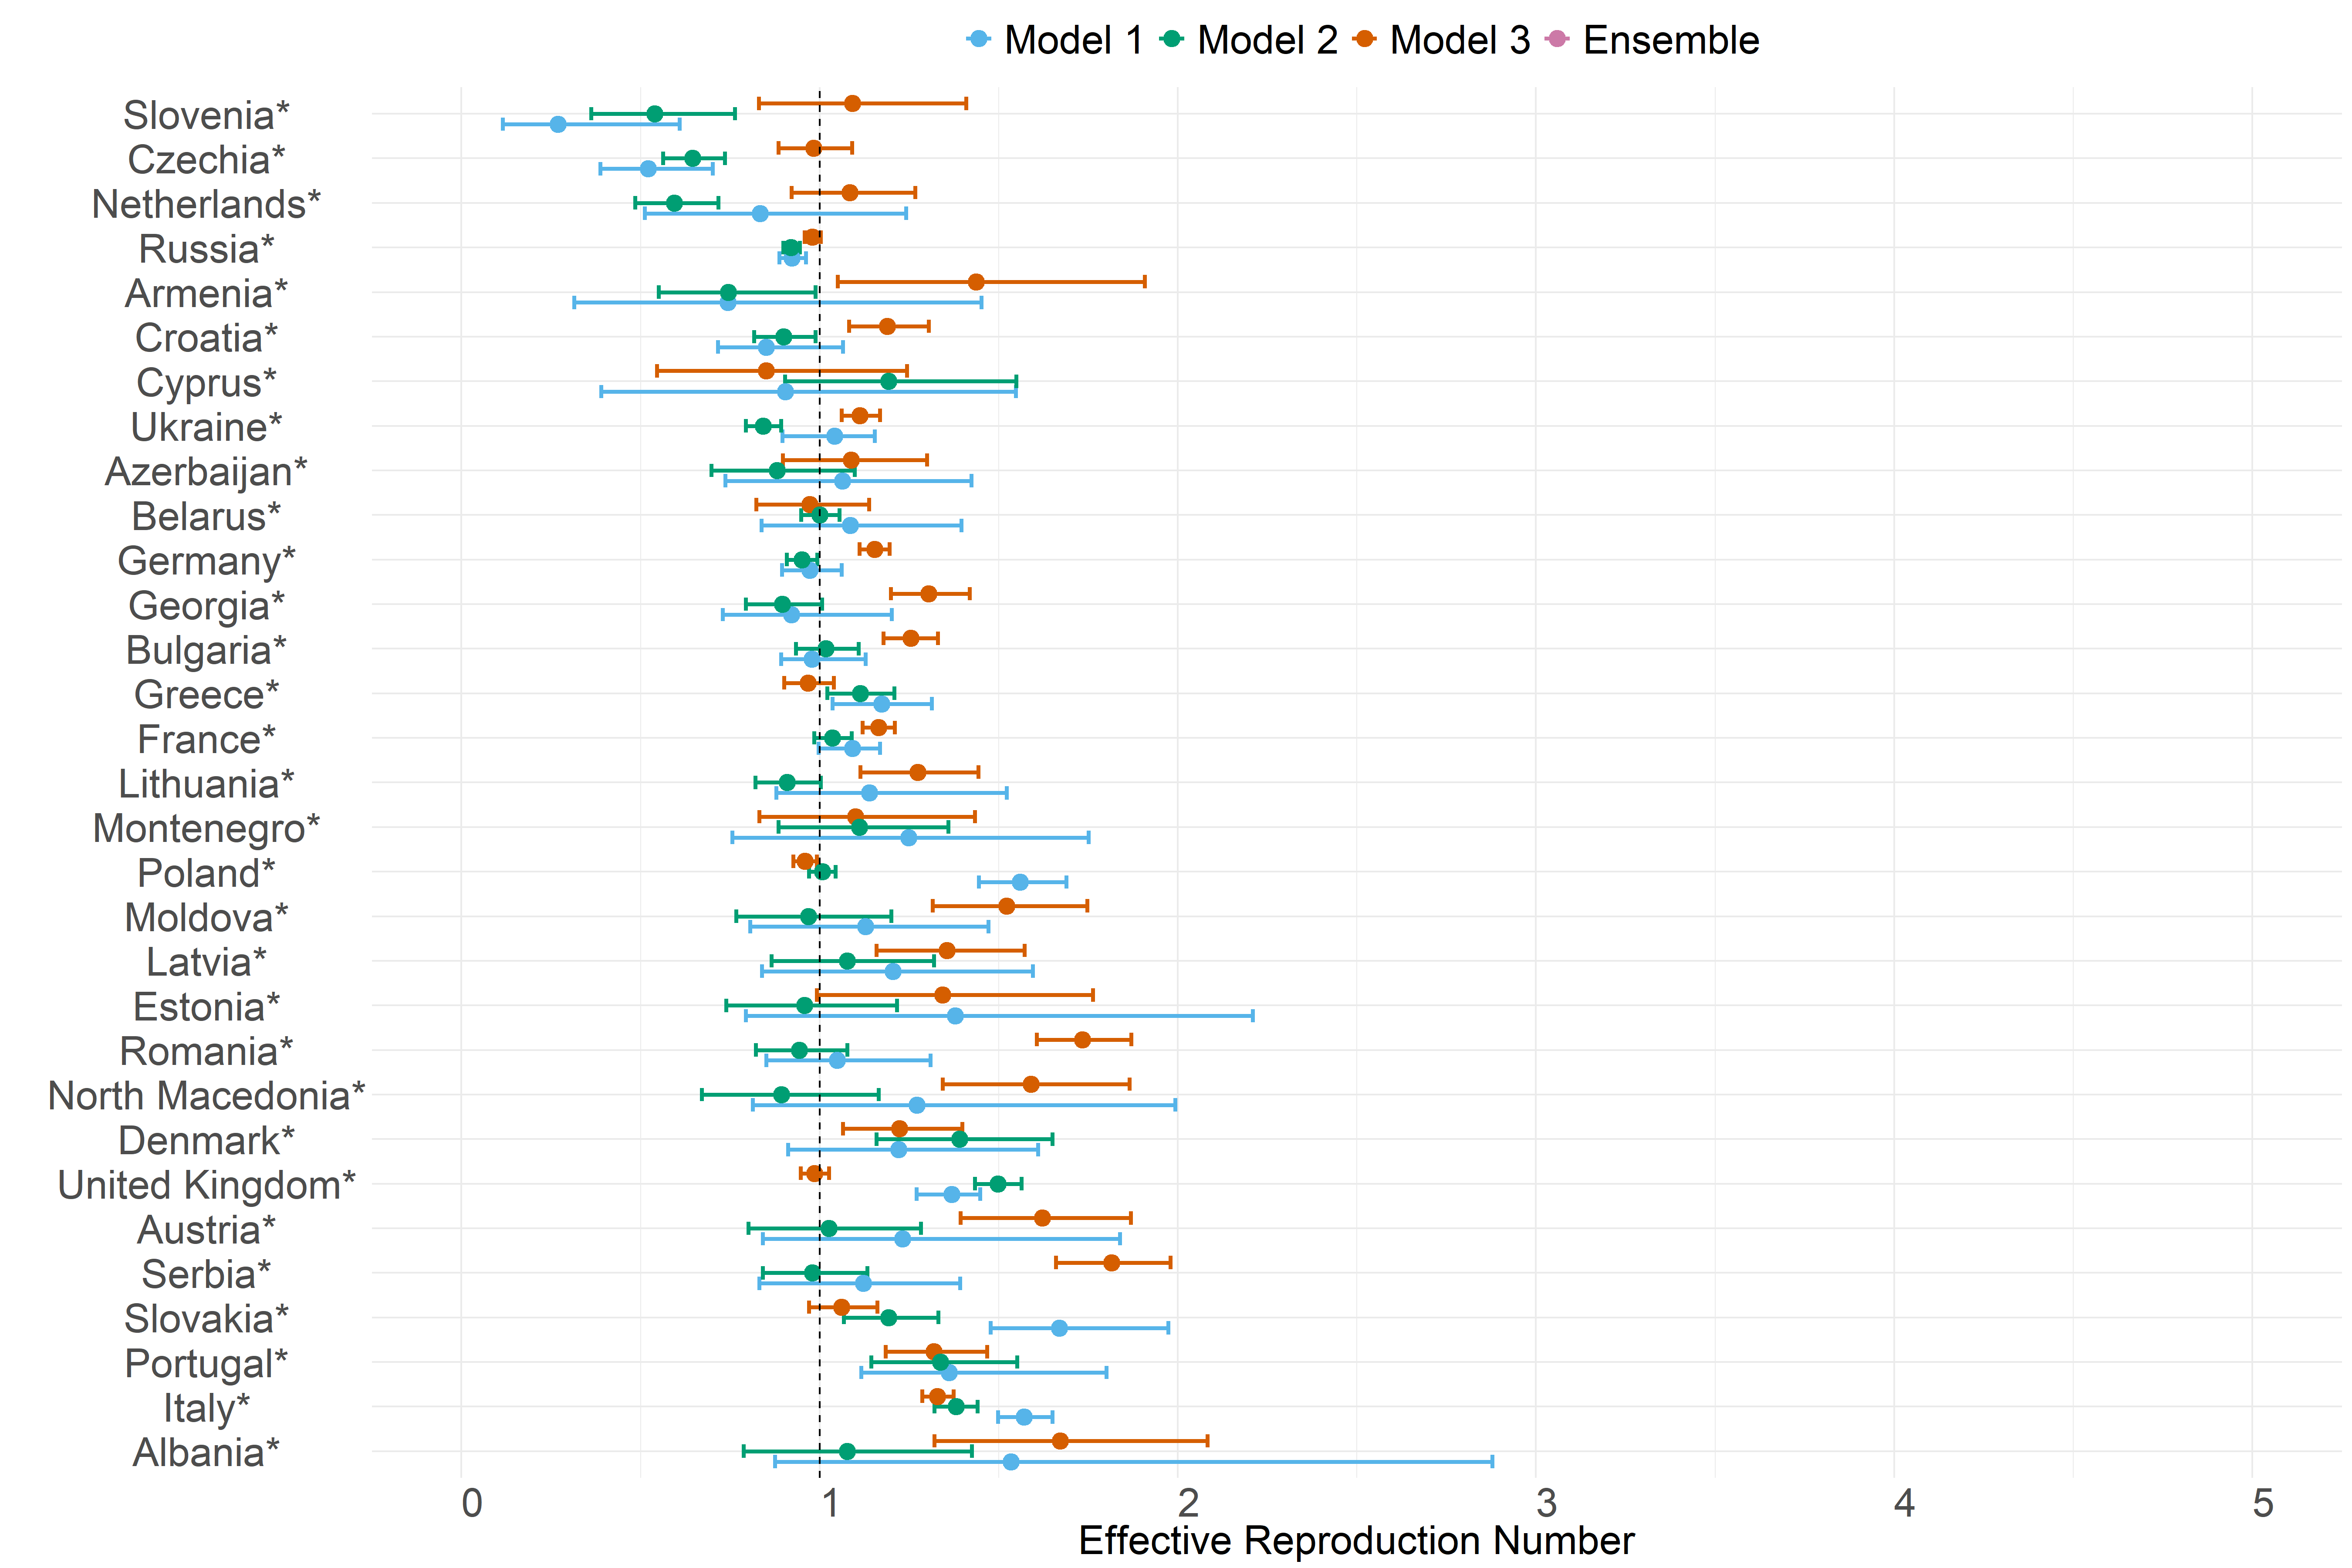 Model 1 Model 2 Model 3 Ensemble
Slovenia*
Czechia*
Netherlands*
Russia*
Armenia*
Croatia*
Cyprus*
Ukraine*
Azerbaijan*
Belarus*
Germany*
Georgia*
Bulgaria*
Greece*
France*
Lithuania*
Montenegro*
Poland*
Moldova*
Latvia*
Estonia*
Romania*
North Macedonia*
Denmark*
United Kingdom*
Austria*
Serbia*
Slovakia*
Portugal*
Italy*
Albania*
0 1 2 3 4 5
Effective Reproduction Number